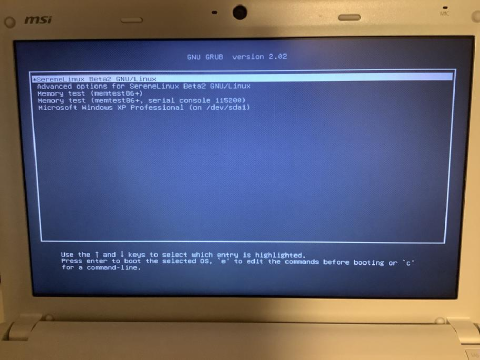 msi
MIC
GNU GRUB version 2.02
*SereneLinux Beta2 GNU/Linux
Advanced options for SereneLinux Beta2 GNU/Linux
Memory test (memtest86+)
Memory test (memtest86+, serial console 115200)
Microsoft Windows XP Professional (on /dev/sda1)
Use the ↑ and ↓ keys to select which entry is highlighted.
Press enter to boot the selected OS, `e' to edit the commands before booting or `c'
for a command-line.